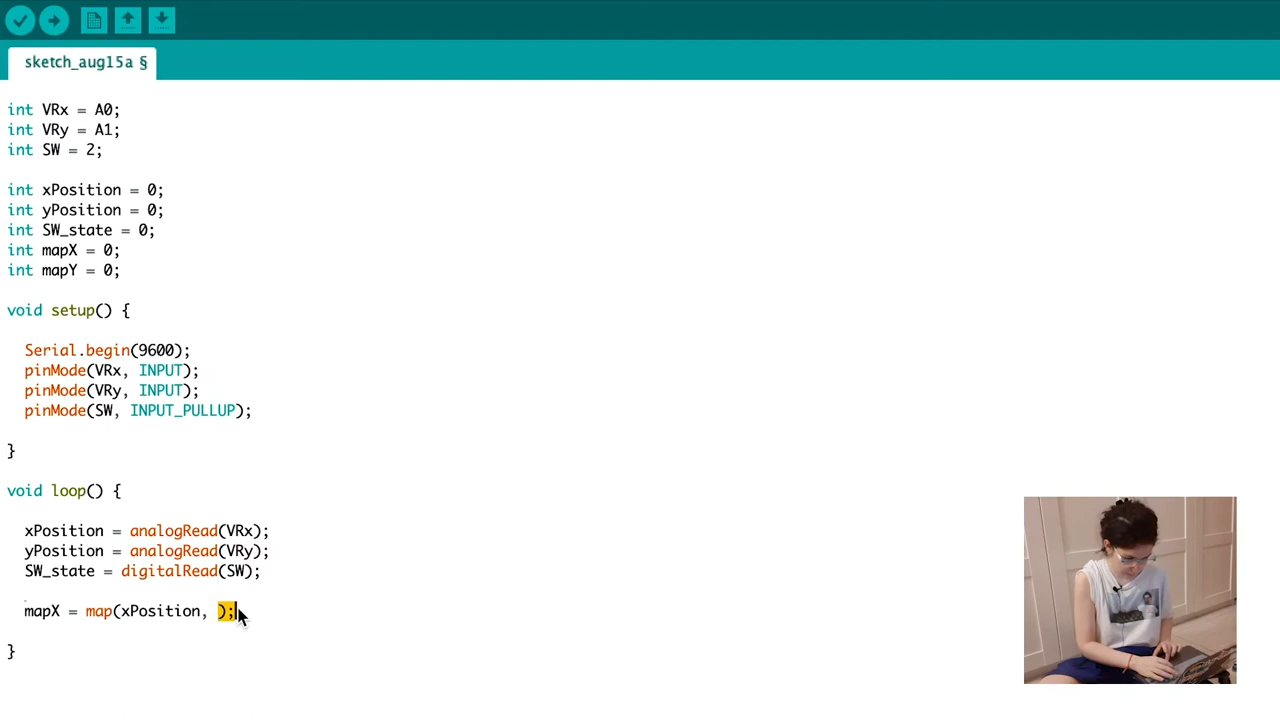 sketch_aug15a §
int VRx = A0;
int VRy = A1;
int SW = 2;
int xPosition = 0;
int yPosition = 0;
int SW_state = 0;
int mapX = 0;
int mapY = 0;
void setup() {
Serial.begin(9600);
pinMode(VRx, INPUT);
pinMode(VRy, INPUT);
pinMode(SW, INPUT_PULLUP);
}
void loop() {
xPosition = analogRead(VRx);
yPosition = analogRead(VRy);
SW_state = digitalRead(SW);
mapX = map(xPosition, );
}